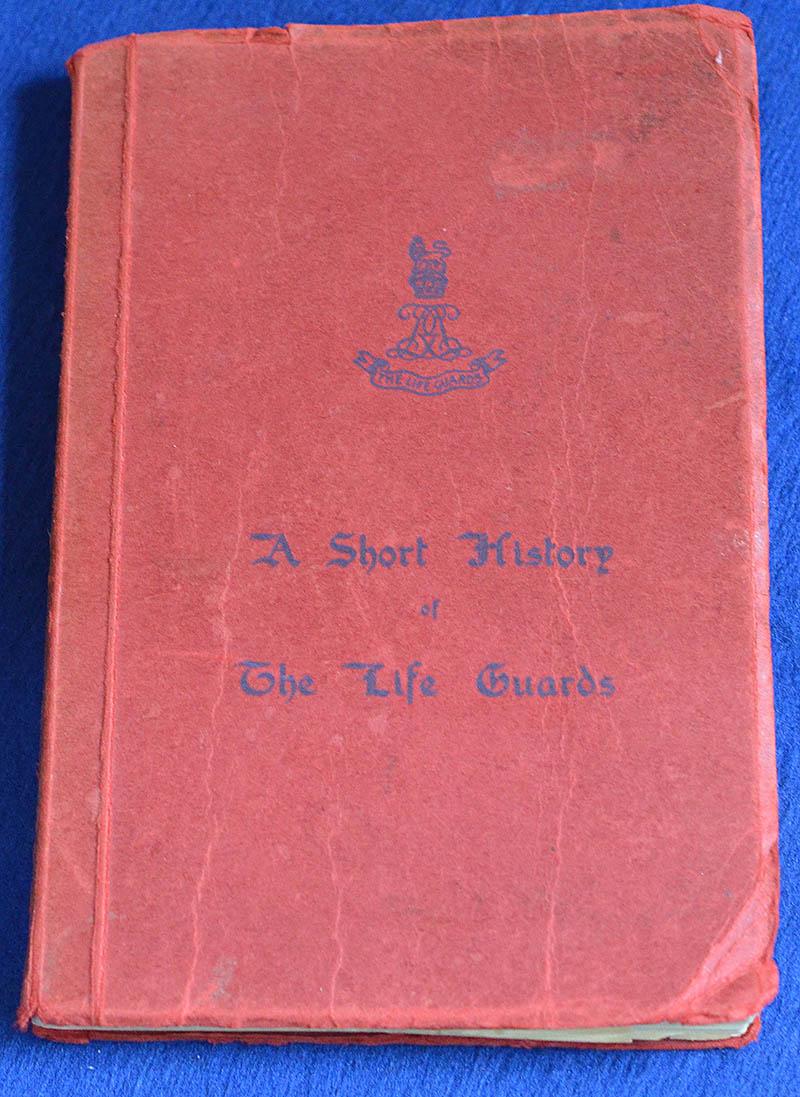 THE LIFE GUARDS
A Short History
of
The Life Guards